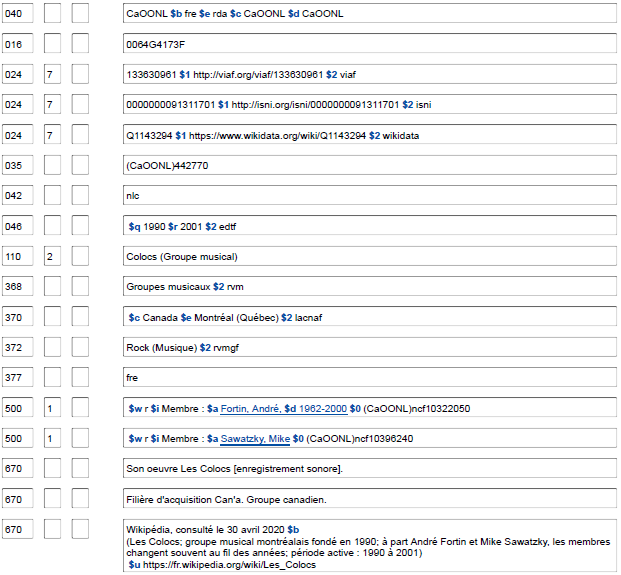 040 CaOONL $b fre $e rda $c CaOONL $d CaOONL
016 0064G4173F
024 7 133630961 $1 http://viaf.org/viaf/133630961 $2 viaf
024 7 0000000091311701 $1 http://isni.org/isni/0000000091311701 $2 isni
024 7 Q1143294 $1 https://www.wikidata.org/wiki/Q1143294 $2 wikidata
035 (CaOONL)442770
042 nlc
046 $q 1990 $r 2001 $2 edtf
110 2 Colocs (Groupe musical)
368 Groupes musicaux $2 rvm
370 $c Canada $e Montréal (Québec) $2 lacnaf
372 Rock (Musique) $2 rvmgf
377 fre
500 1 $w r $i Membre : $a Fortin, André, $d 1962-2000 $0 (CaOONL)ncf10322050
500 1 $w r $i Membre : $a Sawatzky, Mike $0 (CaOONL)ncf10396240
670 Son oeuvre Les Colocs [enregistrement sonore].
670 Filière d'acquisition Can'a. Groupe canadien.
670 Wikipédia, consulté le 30 avril 2020 $b
(Les Colocs; groupe musical montréalais fondé en 1990; à part André Fortin et Mike Sawatzky, les membres
changent souvent au fil des années; période active : 1990 à 2001)
$u https://fr.wikipedia.org/wiki/Les_Colocs